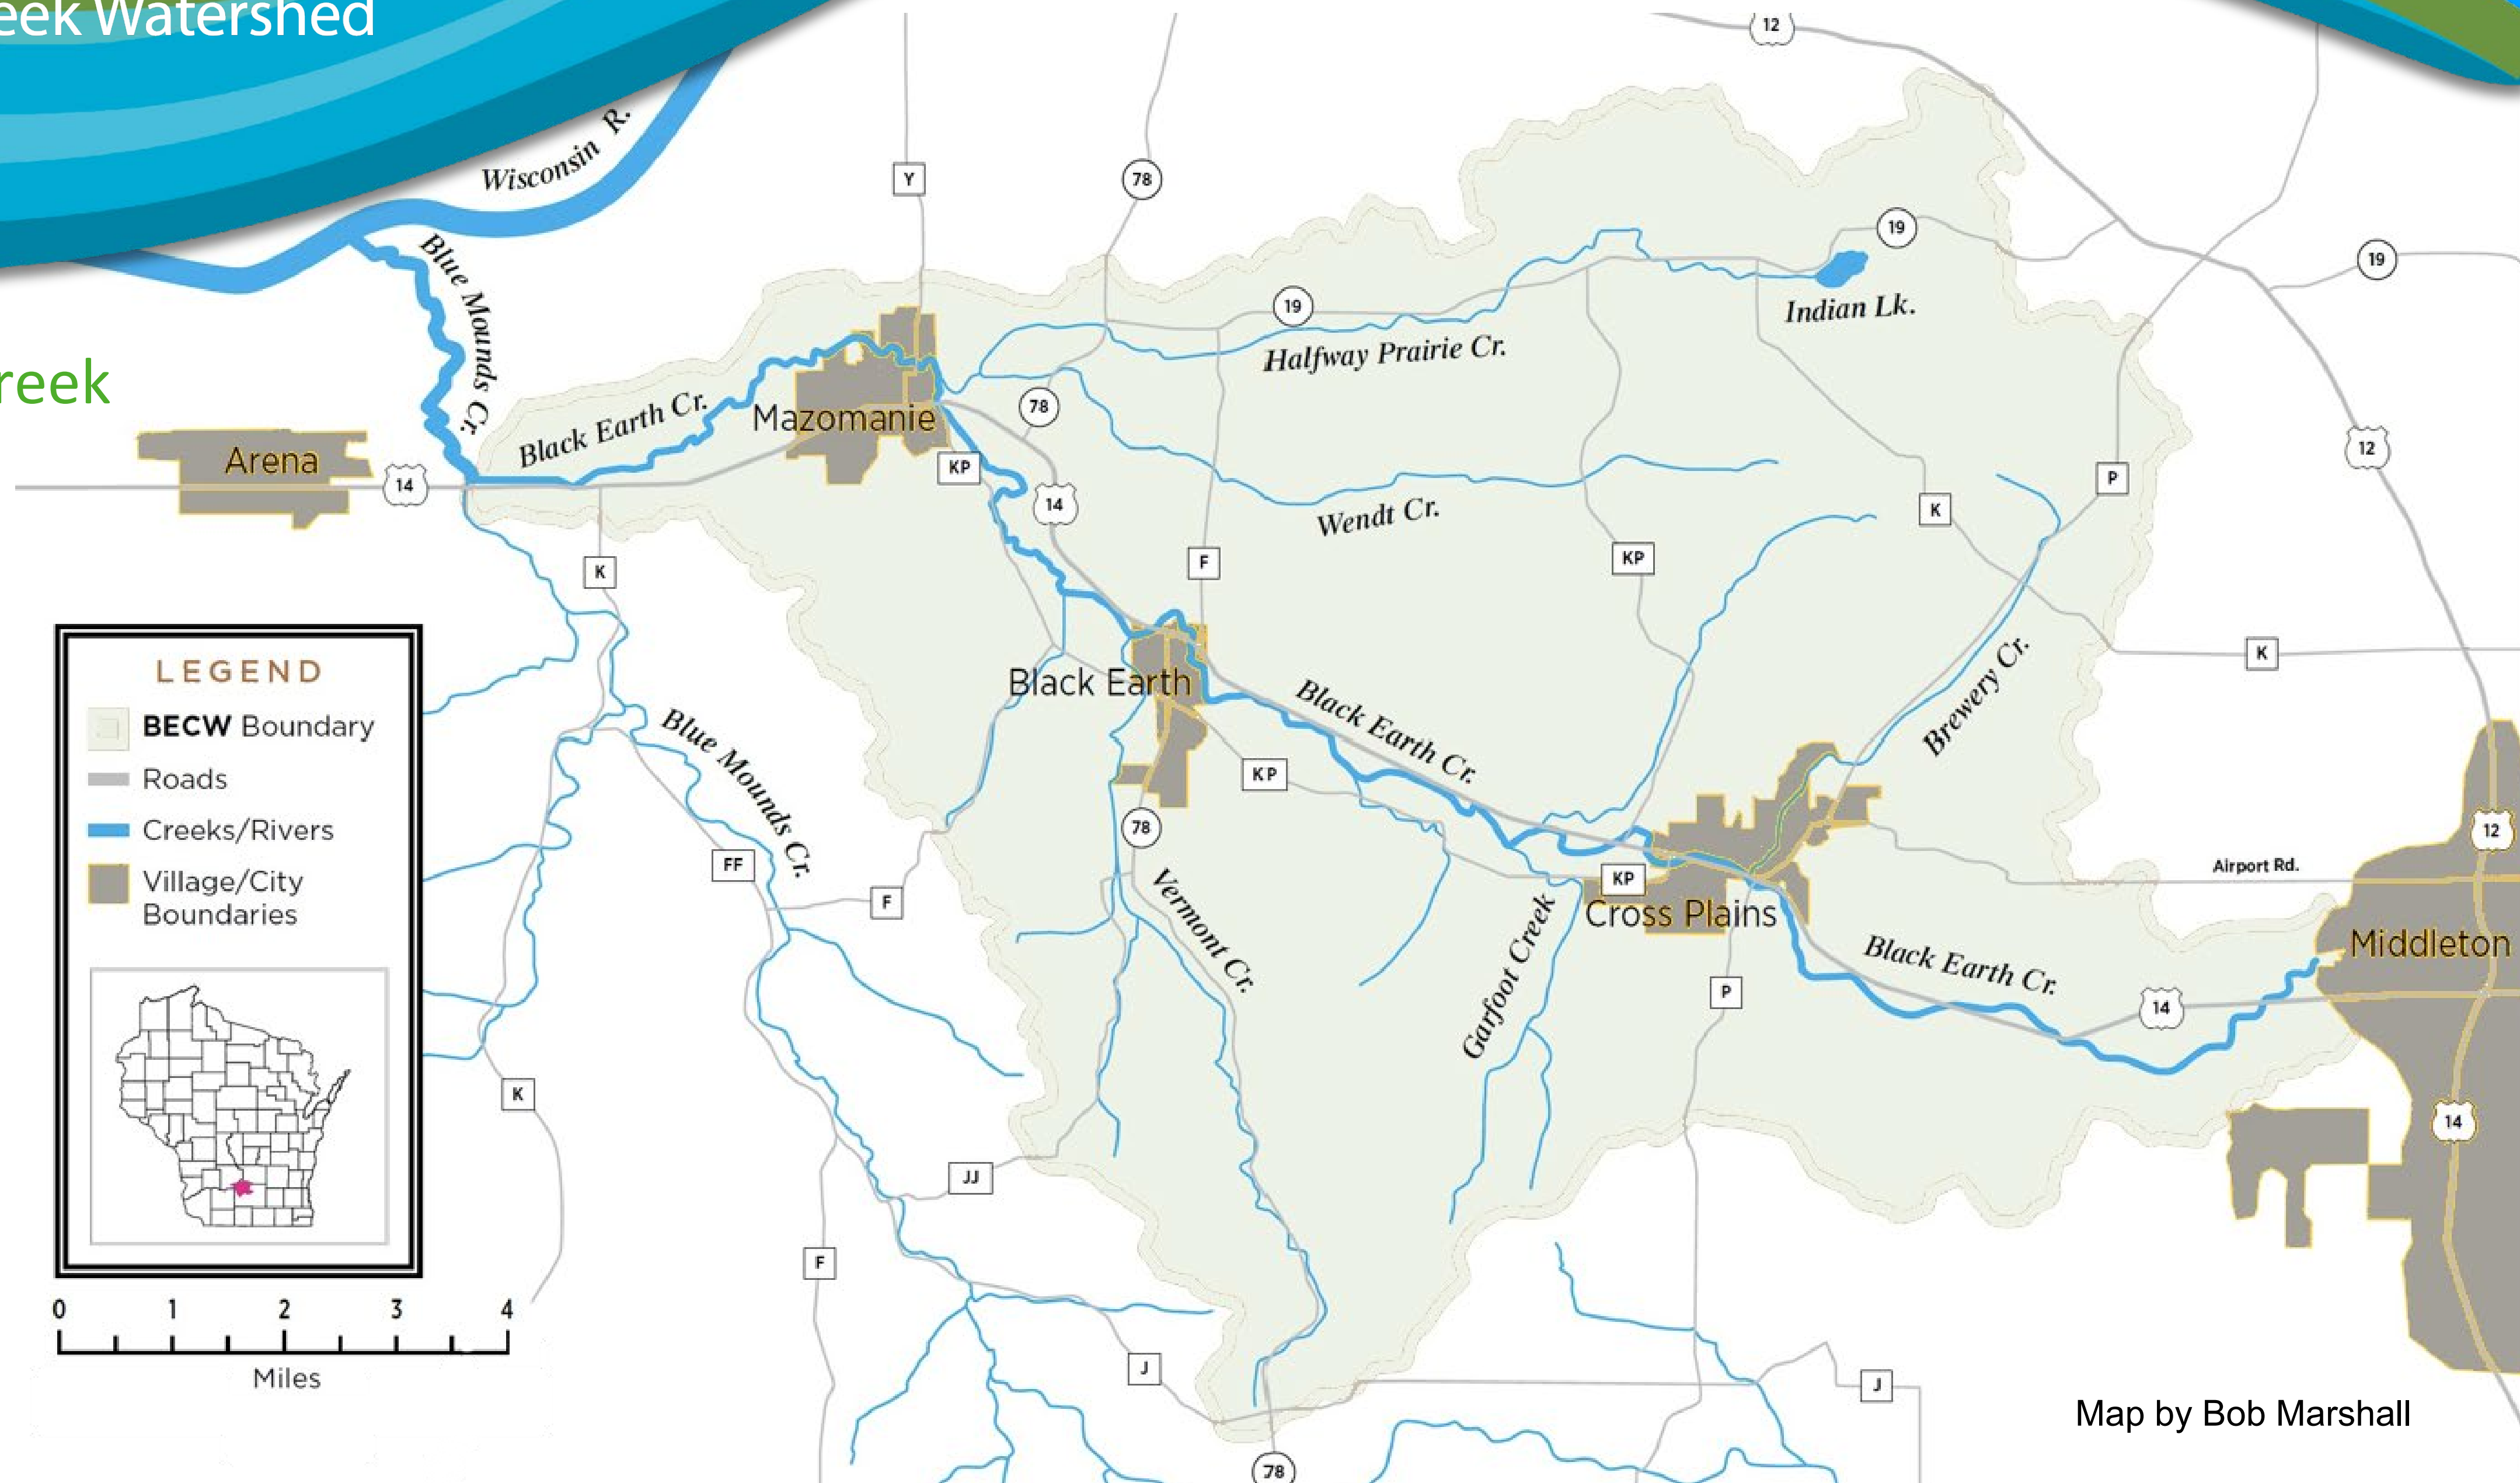 eek Watershed
reek
Wisconsin R.
Blue Mounds Cr.
Black Earth Cr.
Mazomanie
Arena
14
Y
78
12
19
19
19
Indian Lk.
Halfway Prairie Cr.
78
KP
14
Wendt Cr.
F
KP
K
P
12
K
K
Black Earth
Black Earth Cr.
Brewery Cr.
KP
Blue Mounds Cr.
78
FF
F
Vermont Cr.
Garfoot Creek
KP
Cross Plains
Airport Rd.
12
Black Earth Cr.
Middleton
P
14
14
K
JJ
F
J
J
78
LEGEND
BECW Boundary
Roads
Creeks/Rivers
Village/City
Boundaries
0 1 2 3 4
Miles
Map by Bob Marshall